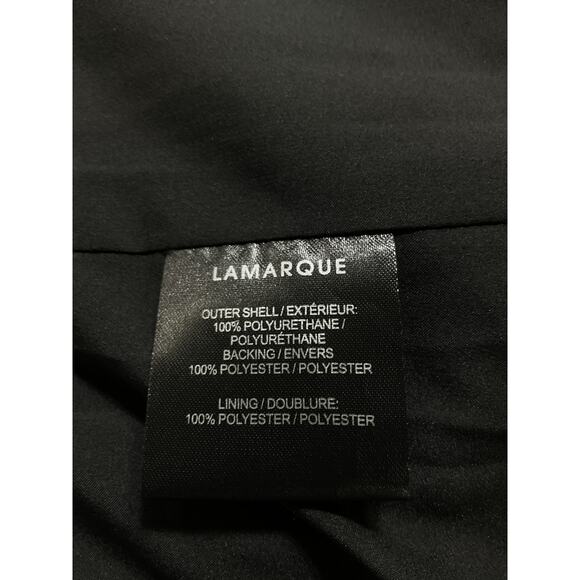 LAMARQUE
OUTER SHELL / EXTÉRIEUR:
100% POLYURETHANE /
POLYURÉTHANE
BACKING / ENVERS
100% POLYESTER / POLYESTER
LINING / DOUBLURE:
100% POLYESTER / POLYESTER